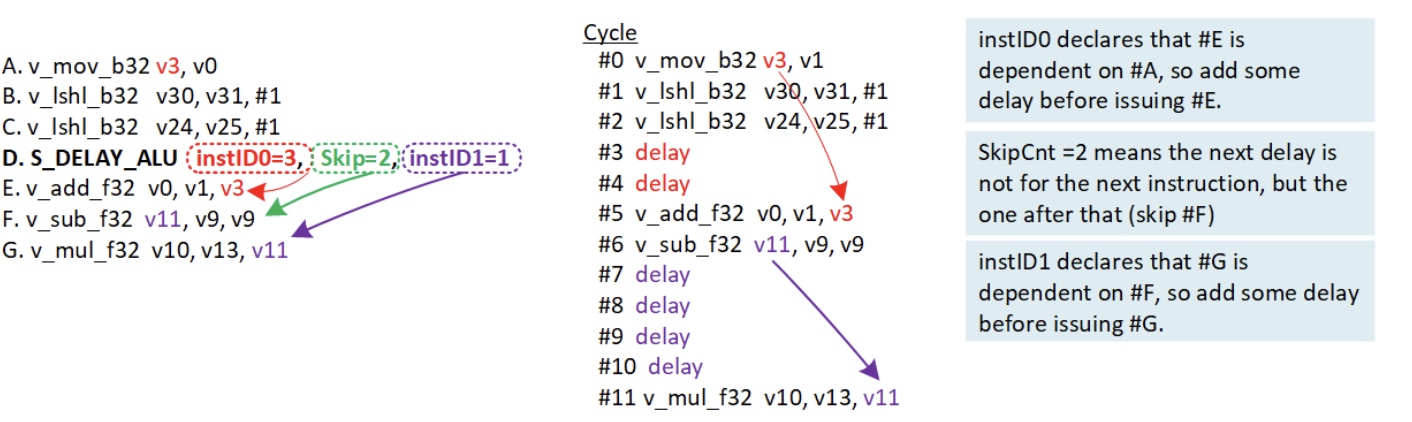 A. v_mov_b32 v3, v0
B. v_lshl_b32 v30, v31, #1
C. v_lshl_b32 v24, v25, #1
D. S_DELAY_ALU instID0=3, Skip=2, instID1=1
E. v_add_f32 v0, v1, v3
F. v_sub_f32 v11, v9, v9
G. v_mul_f32 v10, v13, v11
Cycle
#0 v_mov_b32 v3, v1
#1 v_lshl_b32 v30, v31, #1
#2 v_lshl_b32 v24, v25, #1
#3 delay
#4 delay
#5 v_add_f32 v0, v1, v3
#6 v_sub_f32 v11, v9, v9
#7 delay
#8 delay
#9 delay
#10 delay
#11 v_mul_f32 v10, v13, v11
instID0 declares that #E is
dependent on #A, so add some
delay before issuing #E.
SkipCnt =2 means the next delay is
not for the next instruction, but the
one after that (skip #F)
instID1 declares that #G is
dependent on #F, so add some delay
before issuing #G.